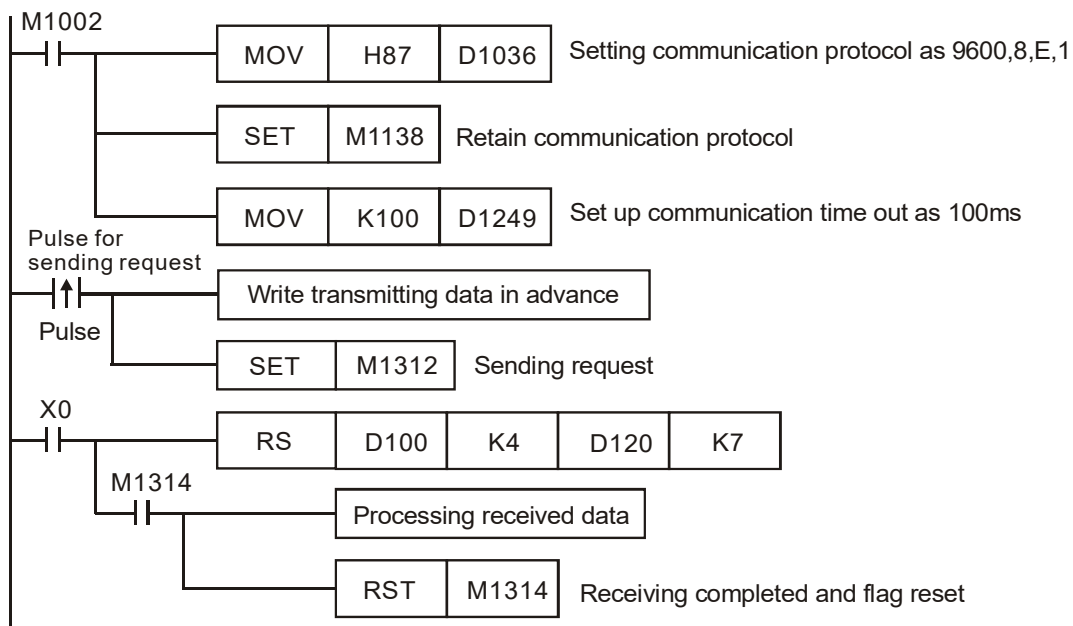 M1002
MOV H87 D1036 Setting communication protocol as 9600,8,E,1
SET M1138 Retain communication protocol
MOV K100 D1249 Set up communication time out as 100ms
Pulse for
sending request
Write transmitting data in advance
Pulse
SET M1312 Sending request
X0
RS D100 K4 D120 K7
M1314
Processing received data
RST M1314 Receiving completed and flag reset